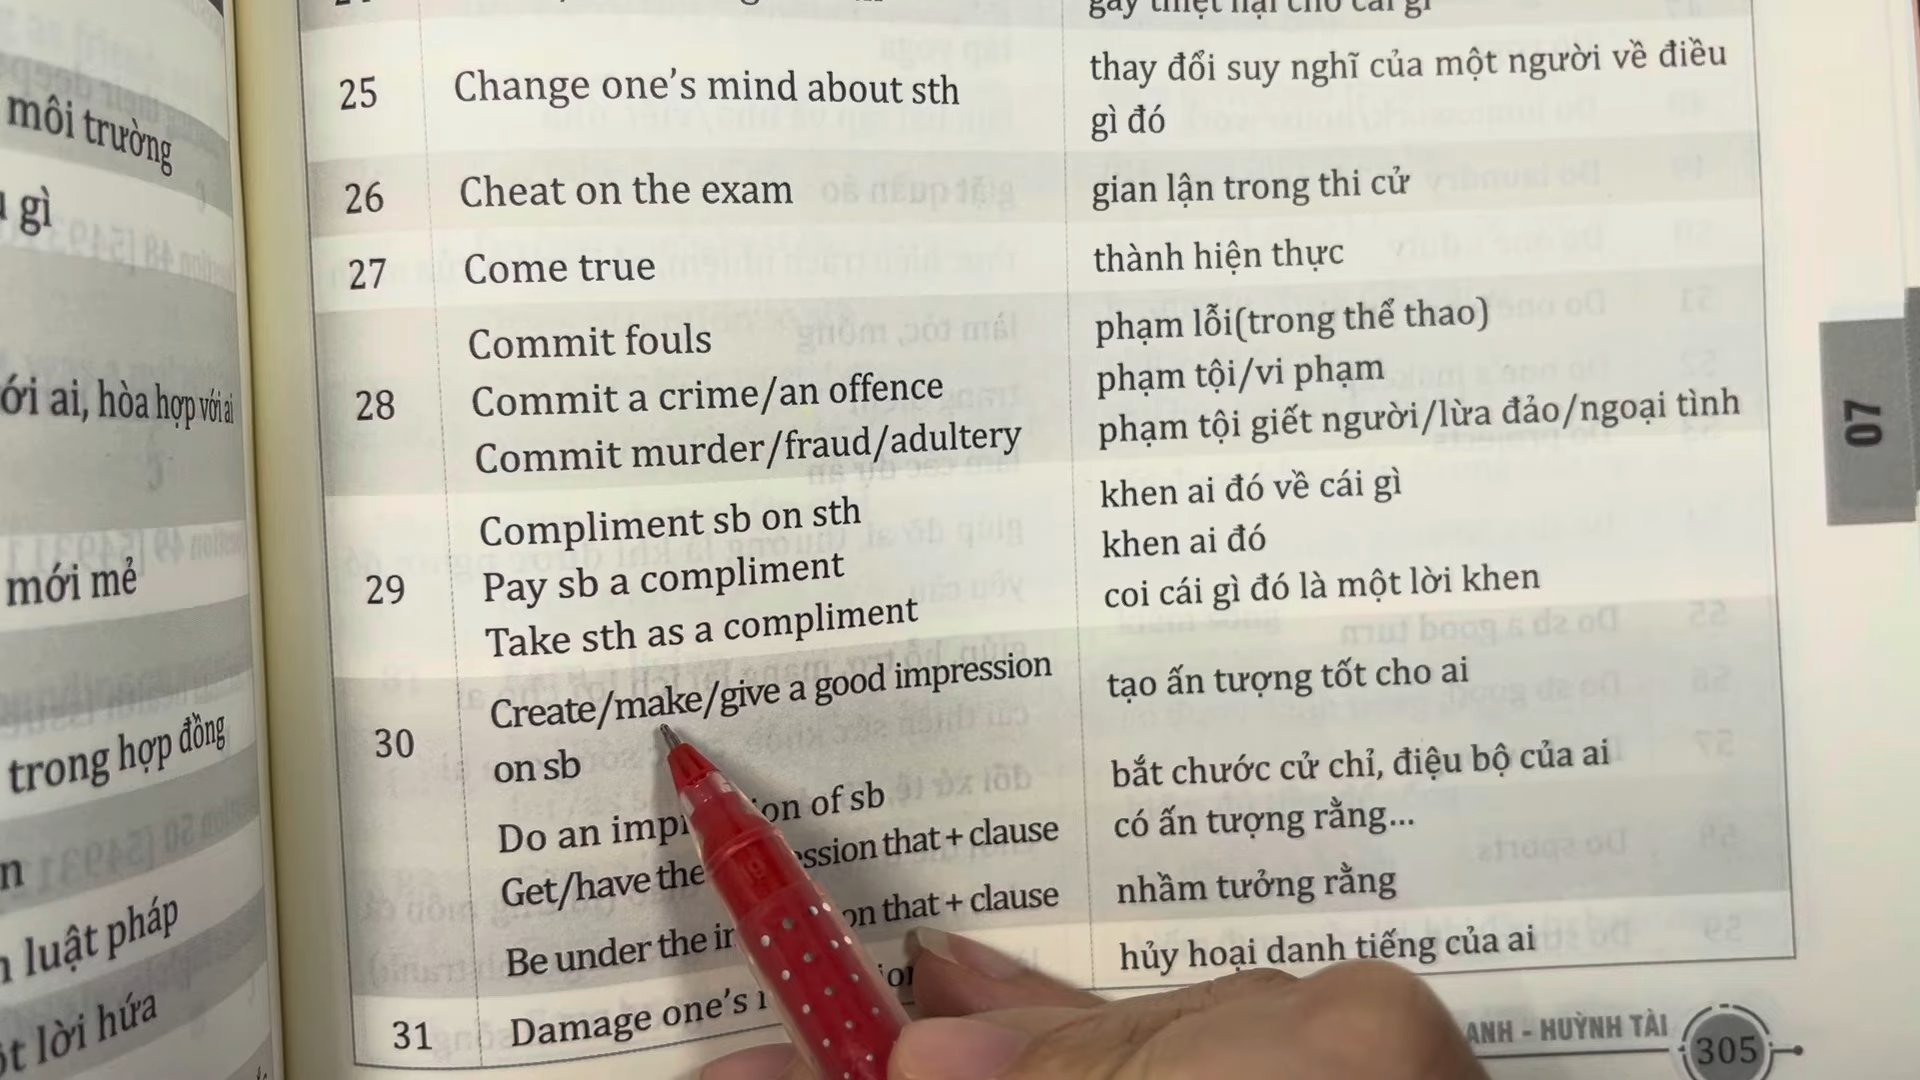 môi trường
gì
ới ai, hòa hợp với ai
mới mẻ
trong hợp đồng
luật pháp
lời hứa
gây thiệt hại cho cái gì
25 Change one's mind about sth thay đổi suy nghĩ của một người về điều
gì đó
26 Cheat on the exam gian lận trong thi cử
27 Come true thành hiện thực
Commit fouls phạm lỗi(trong thể thao)
28 Commit a crime/an offence phạm tội/vi phạm
Commit murder/fraud/adultery phạm tội giết người/lừa đảo/ngoại tình
Compliment sb on sth khen ai đó về cái gì
29 Pay sb a compliment khen ai đó
Take sth as a compliment coi cái gì đó là một lời khen
Create/make/give a good impression tạo ấn tượng tốt cho ai
30 on sb
Do an imp on of sb bắt chước cử chỉ, điệu bộ của ai
Get/have the ssion that + clause có ấn tượng rằng...
Be under the on that + clause nhầm tưởng rằng
31 Damage one's hủy hoại danh tiếng của ai
07
ANH - HUỲNH TÀI
305